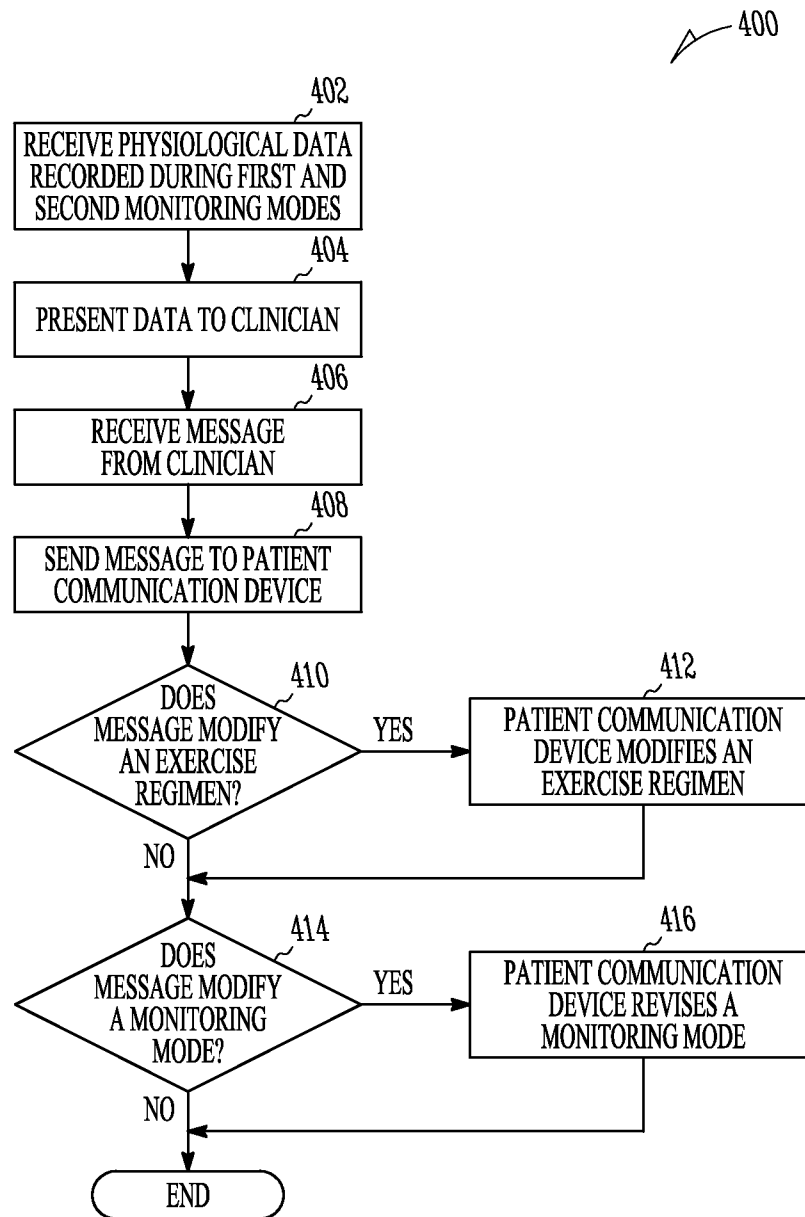 400
402
RECEIVE PHYSIOLOGICAL DATA
RECORDED DURING FIRST AND
SECOND MONITORING MODES
404
PRESENT DATA TO CLINICIAN
406
RECEIVE MESSAGE
FROM CLINICIAN
408
SEND MESSAGE TO PATIENT
COMMUNICATION DEVICE
410
DOES
MESSAGE MODIFY
AN EXERCISE
REGIMEN?
YES
412
PATIENT COMMUNICATION
DEVICE MODIFIES AN
EXERCISE REGIMEN
NO
414
DOES
MESSAGE MODIFY
A MONITORING
MODE?
YES
416
PATIENT COMMUNICATION
DEVICE REVISES A
MONITORING MODE
NO
END